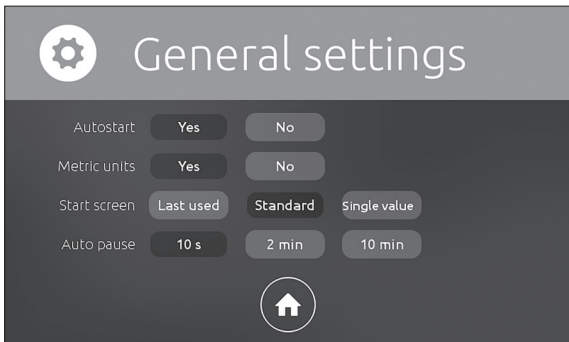 General settings
Autostart Yes No
Metric units Yes No
Start screen Last used Standard Single value
Auto pause 10 s 2 min 10 min